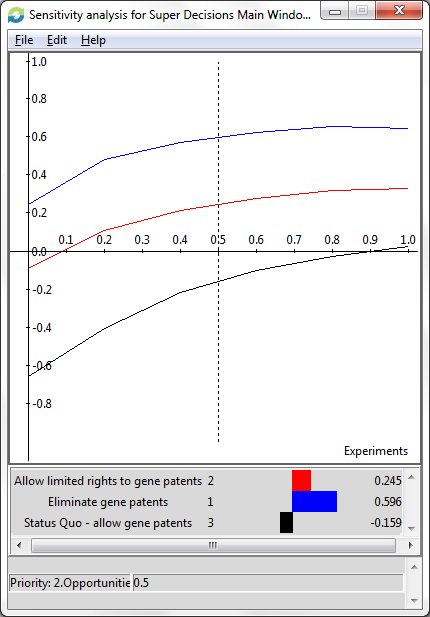 Sensitivity analysis for Super Decisions Main Windo...
File Edit Help
1.0
0.8
0.6
0.4
0.2
0.0 0.1 0.2 0.3 0.4 0.5 0.6 0.7 0.8 0.9 1.0
-0.2
-0.4
-0.6
-0.8
Experiments
Allow limited rights to gene patents 2 0.245
Eliminate gene patents 1 0.596
Status Quo - allow gene patents 3 -0.159
Priority: 2.Opportunitie 0.5